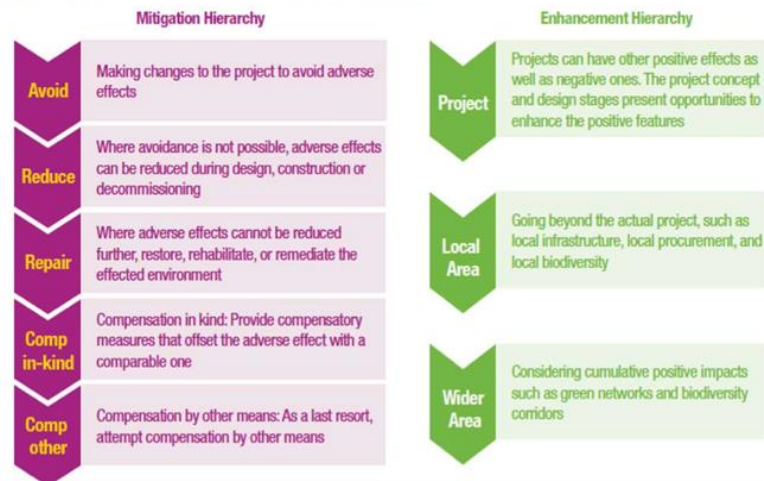 Mitigation Hierarchy
Avoid
Making changes to the project to avoid adverse
effects
Reduce
Where avoidance is not possible, adverse effects
can be reduced during design, construction or
decommissioning
Repair
Where adverse effects cannot be reduced
further, restore, rehabilitate, or remediate the
effected environment
Comp
in-kind
Compensation in kind: Provide compensatory
measures that offset the adverse effect with a
comparable one
Comp
other
Compensation by other means: As a last resort,
attempt compensation by other means
Enhancement Hierarchy
Project
Projects can have other positive effects as
well as negative ones. The project concept
and design stages present opportunities to
enhance the positive features
Local
Area
Going beyond the actual project, such as
local infrastructure, local procurement, and
local biodiversity
Wider
Area
Considering cumulative positive impacts
such as green networks and biodiversity
corridors